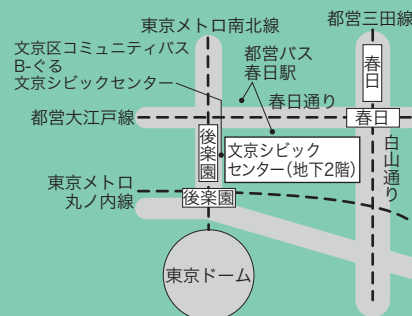 東京メトロ南北線
都営三田線
文京区コミュニティバス
B-ぐる
文京シビックセンター
都営バス
春日駅
春日
春日通り
都営大江戸線
春日
後楽園
文京シビック
センター(地下2階)
白山通り
東京メトロ
丸ノ内線
後楽園
東京ドーム